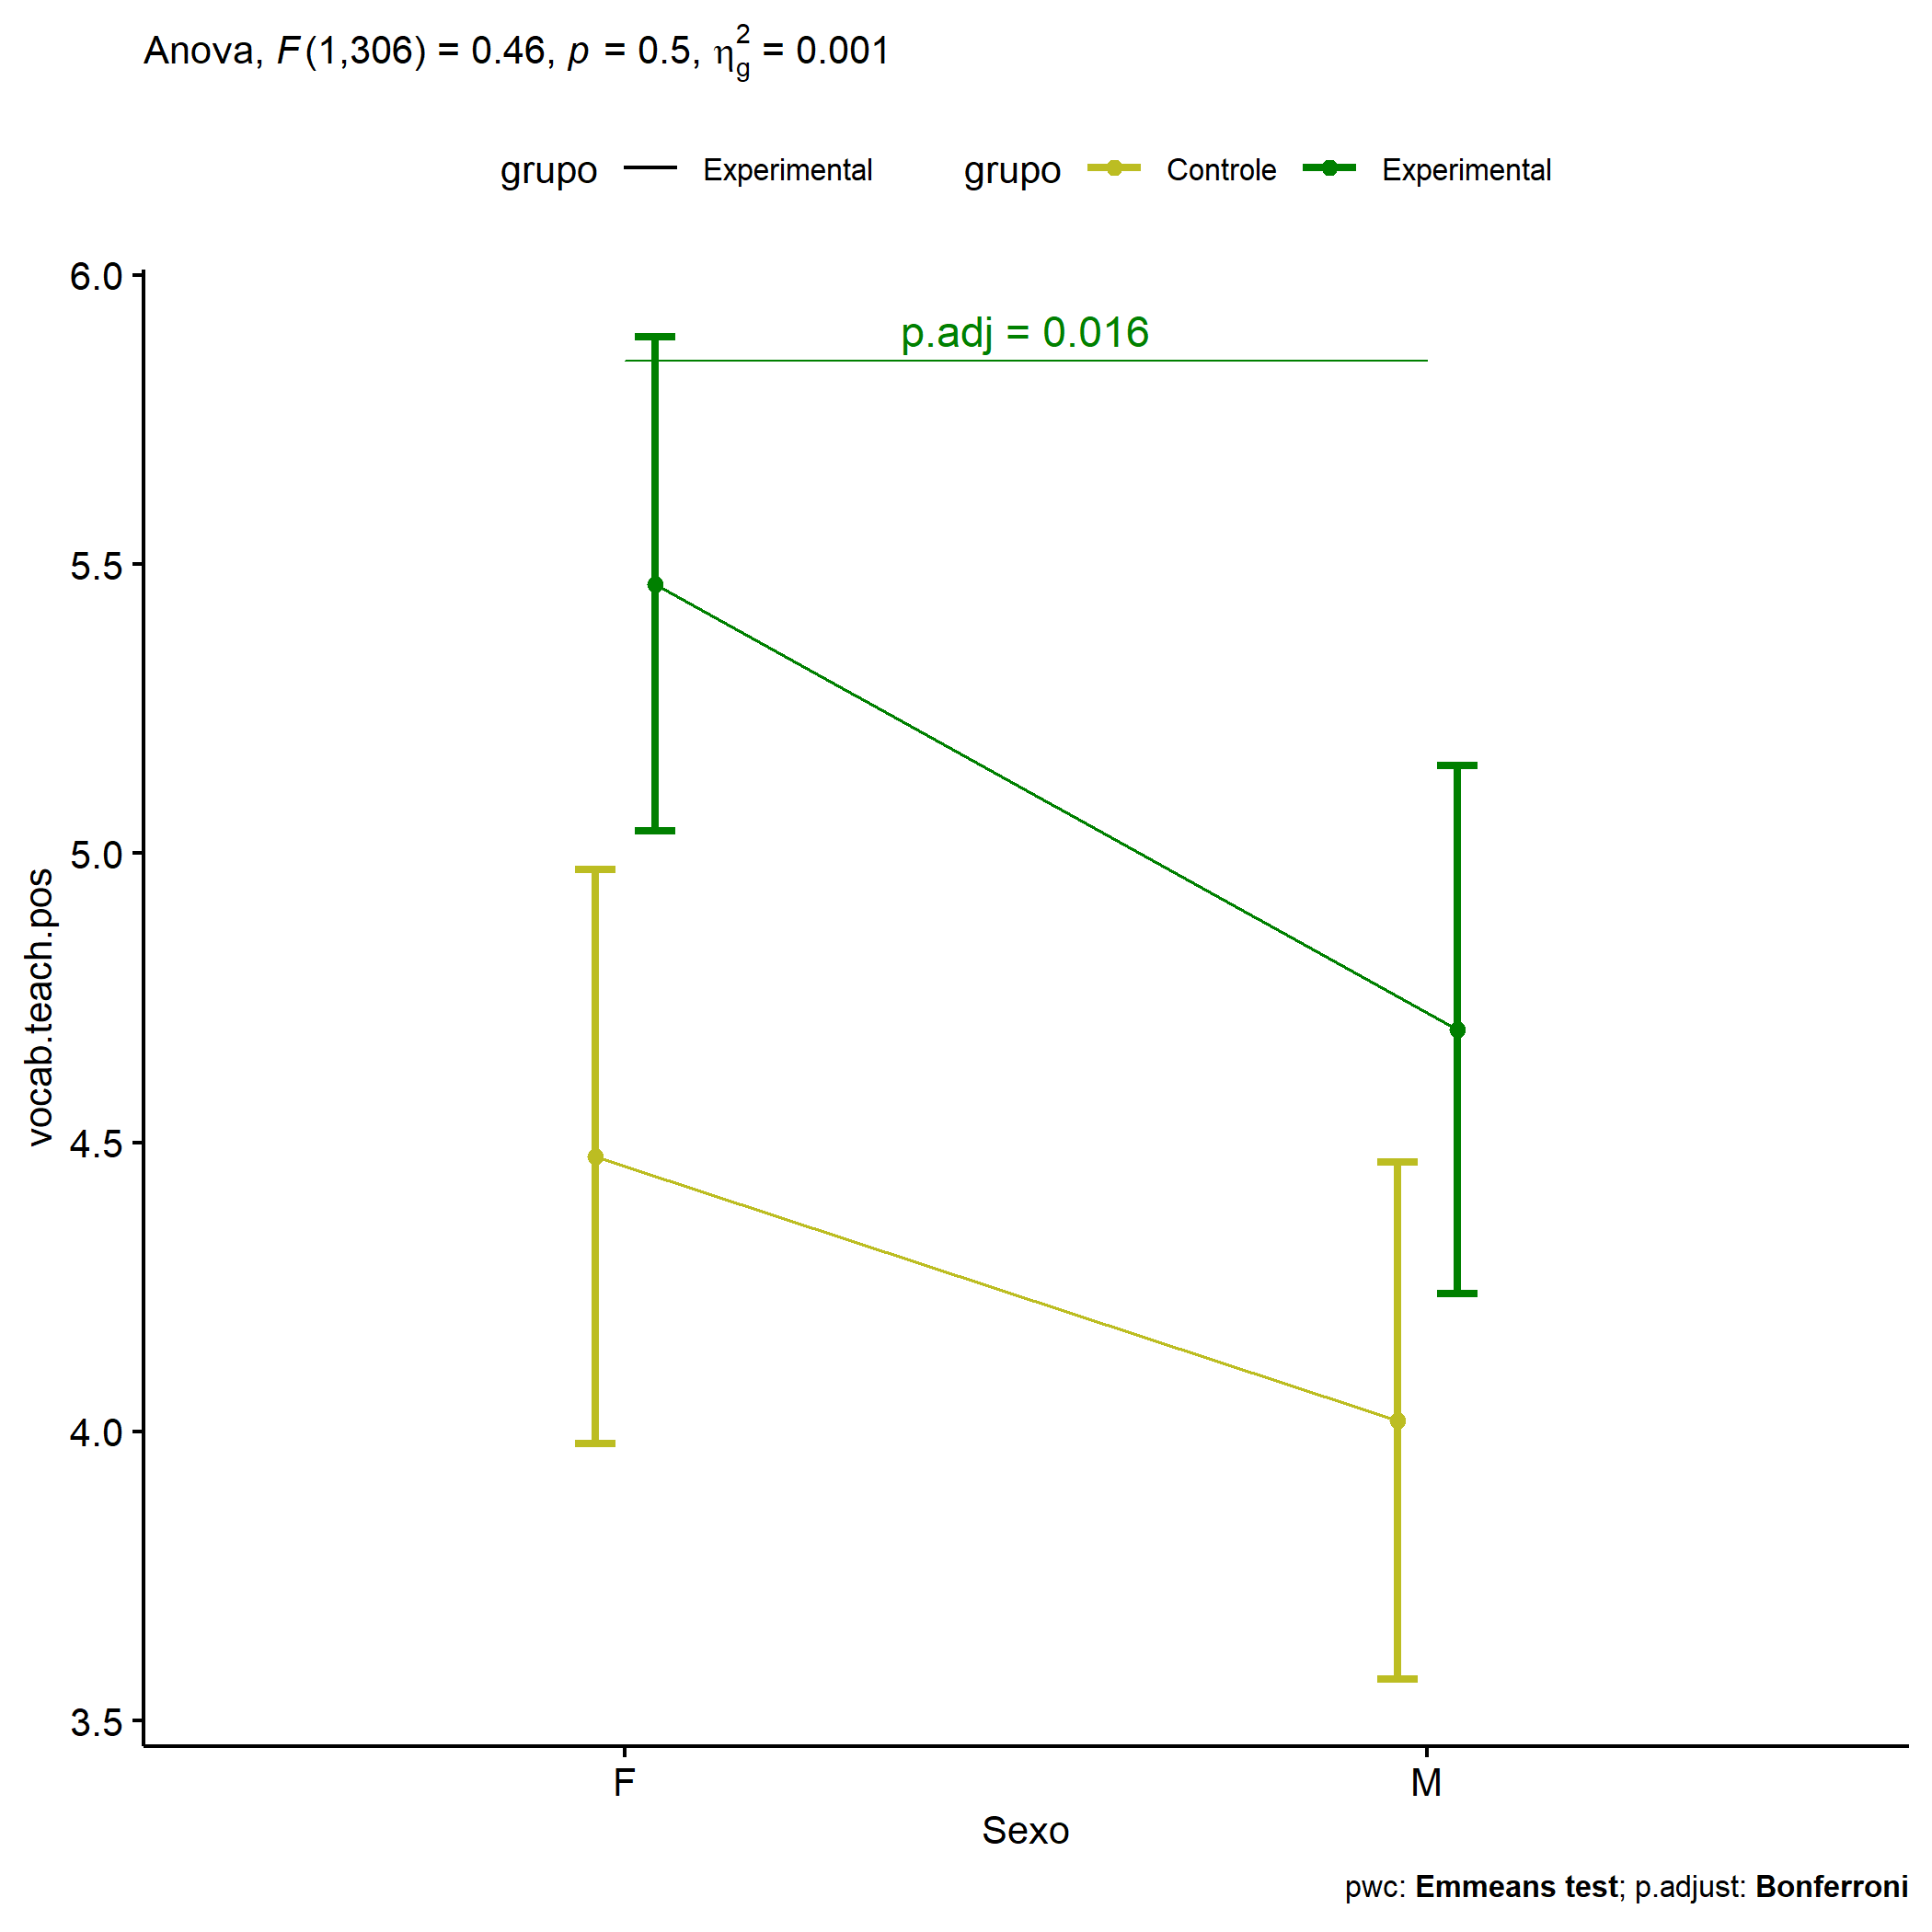 Anova, F(1,306) = 0.46, p = 0.5, η²g = 0.001
grupo Experimental grupo Controle Experimental
6.0
p.adj = 0.016
5.5
5.0
4.5
4.0
3.5
vocab.teach.pos
F M
Sexo
pwc: Emmeans test; p.adjust: Bonferroni